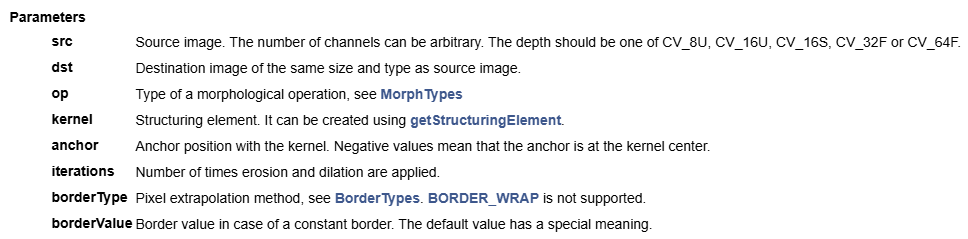 Parameters
src Source image. The number of channels can be arbitrary. The depth should be one of CV_8U, CV_16U, CV_16S, CV_32F or CV_64F.
dst Destination image of the same size and type as source image.
op Type of a morphological operation, see MorphTypes
kernel Structuring element. It can be created using getStructuringElement.
anchor Anchor position with the kernel. Negative values mean that the anchor is at the kernel center.
iterations Number of times erosion and dilation are applied.
borderType Pixel extrapolation method, see BorderTypes. BORDER_WRAP is not supported.
borderValue Border value in case of a constant border. The default value has a special meaning.